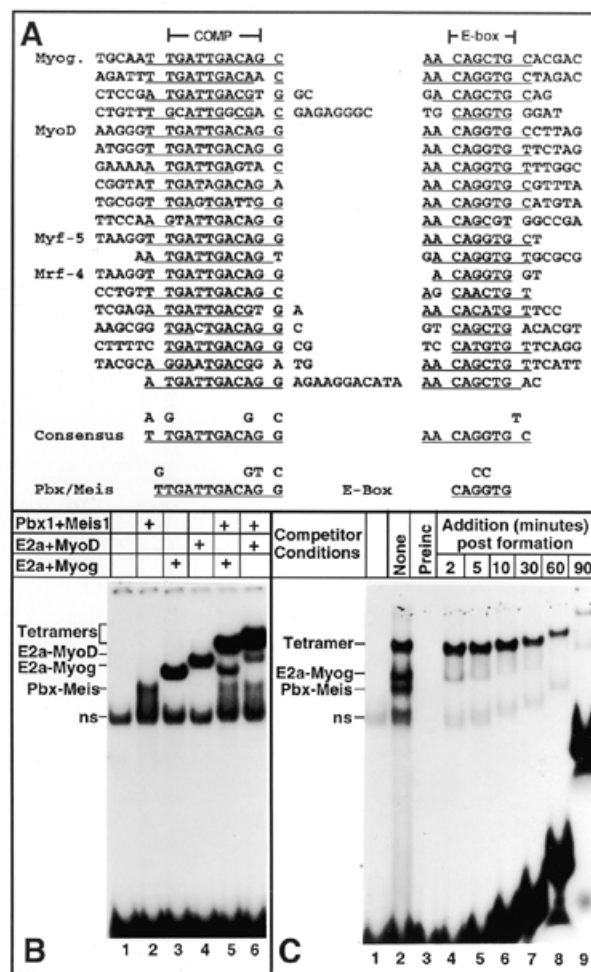 A
COMP E-box
Myog. TGCAATT TGATTGACAG C AA CAGCTG CACGAC
AGATTT TGATTGACAA C AA CAGGTG CTAGAC
CTCCGA TGATTGACGT G GC GA CAGCTG CAG
CTGTTT GCATTGGCGA C GAGAGGGC TG CAGGTG GGAT
MyoD AAGGGT TGATTGACAG G AA CAGGTG CCTTAG
ATGGGT TGATTGACAG G AA CAGGTG TTCTAG
GAAAAA TGATTGAGTA C AA CAGGTG TTTGGC
CGGTAT TGATAGACAG A AA CAGGTG CGTTTA
TGCGGT TGAGTGATTG G AA CAGGTG CATGTA
TTCCAA GTATTGACAG G AA CAGCGT GGCCGA
Myf-5 TAAGGT TGATTGACAG G AA CAGGTG CT
AA TGATTGACAG T GA CAGGTG TGCGCG
Mrf-4 TAAGGT TGATTGACAG G A CAGGTG GT
CCTGTT TGATTGACAG C AG CAACTG T
TCGAGA TGATTGACGT G A AA CACATG TTCC
AAGCGG TGACTGACAG G C GT CAGCTG ACACGT
CTTTTC TGATTGACAG G CG TC CATGTG TTCAGG
TACGCA GGAATGACGG A TG AA CAGCTG TTCATT
A TGATTGACAG G AGAAGGACATA AA CAGCTG AC
A G G C T
Consensus T TGATTGACAG G AA CAGGTG C
G GT C CC
Pbx/Meis TTGATTGACAG G E-Box CAGGTG
Pbx1+Meis1 + + +
E2a+MyoD + +
E2a+Myog + +
Tetramers
E2a-MyoD
E2a-Myog
Pbx-Meis
ns
B 1 2 3 4 5 6
Competitor Conditions
None
Preinc
Addition (minutes)
post formation
2 5 10 30 60 90
Tetramer
E2a-Myog
Pbx-Meis
ns
C 1 2 3 4 5 6 7 8 9